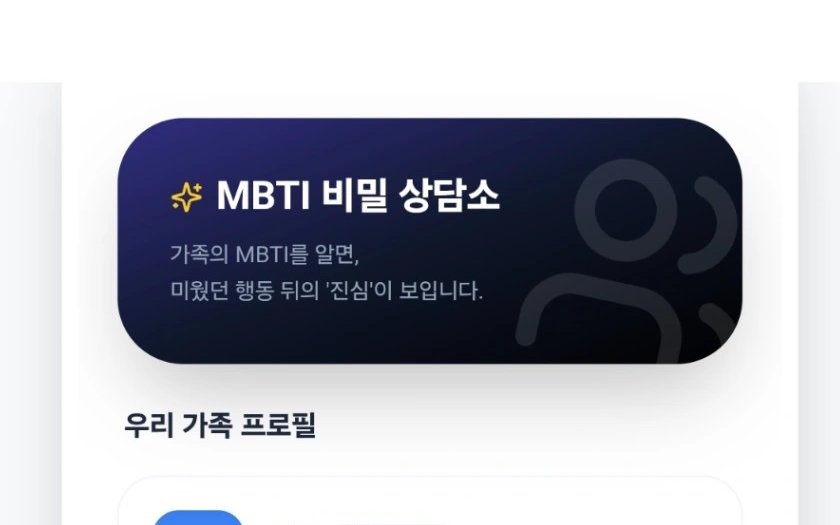 MBTI 비밀 상담소
가족의 MBTI를 알면,
미웠던 행동 뒤의 '진심'이 보입니다.
우리 가족 프로필